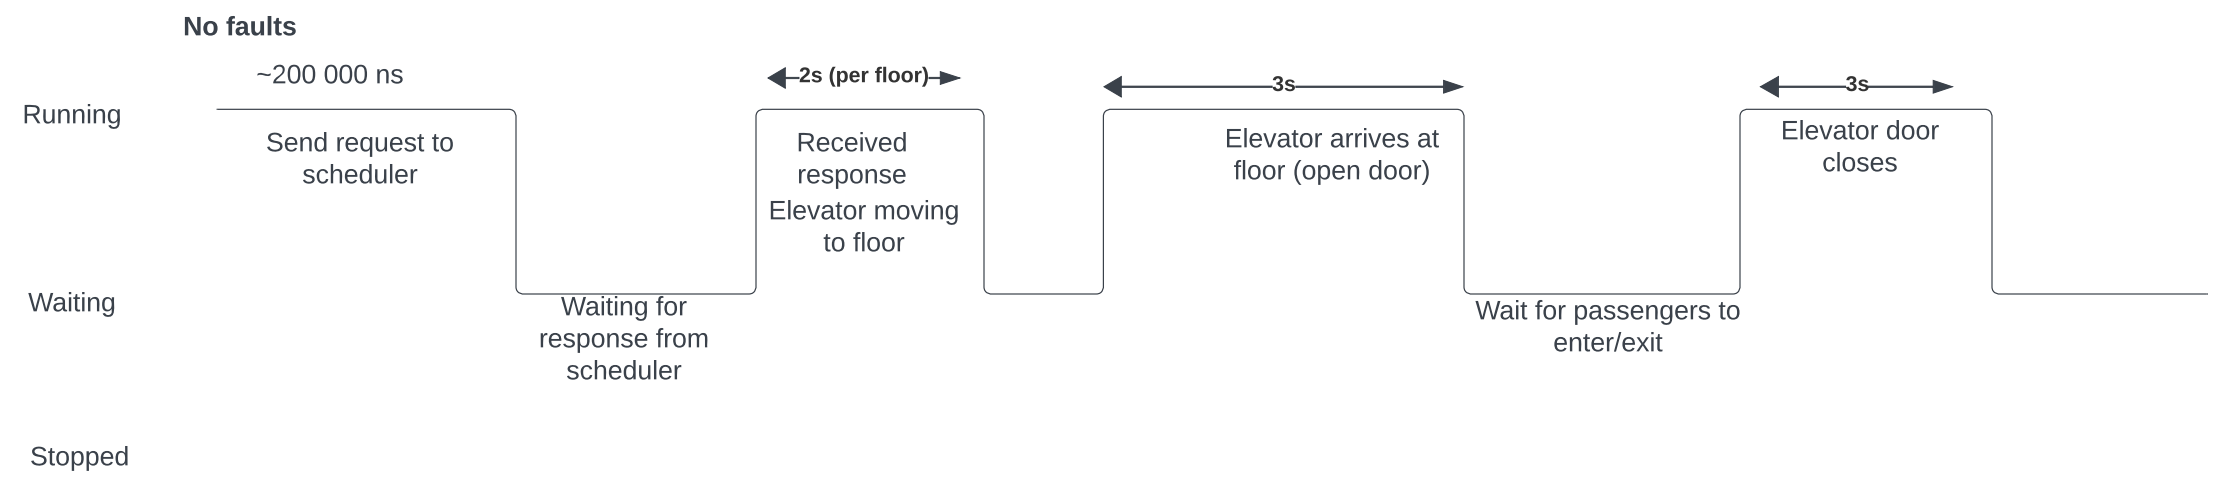 No faults
~200 000 ns
2s (per floor)
3s
3s
Running
Send request to
scheduler
Received
response
Elevator moving
to floor
Elevator arrives at
floor (open door)
Elevator door
closes
Waiting
Waiting for
response from
scheduler
Wait for passengers to
enter/exit
Stopped